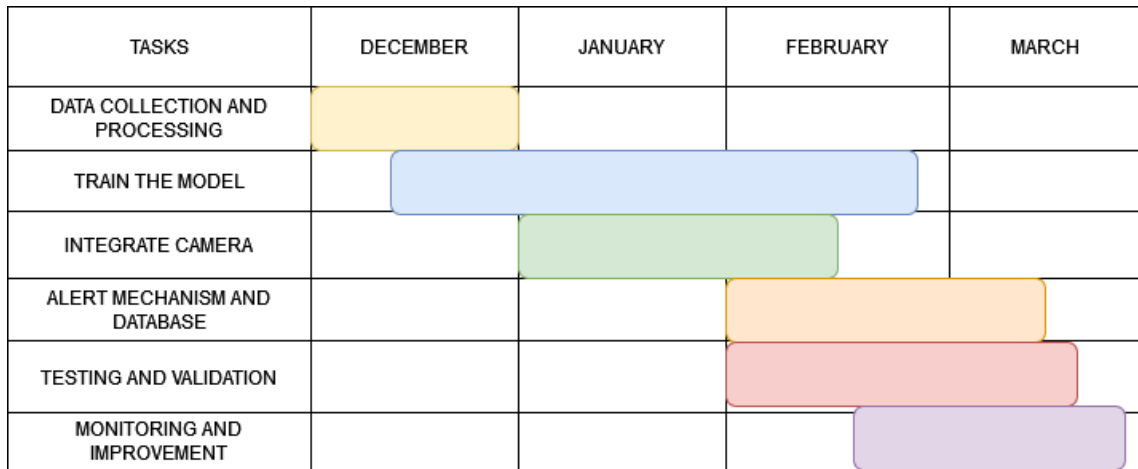 TASKS
DECEMBER
JANUARY
FEBRUARY
MARCH
DATA COLLECTION AND
PROCESSING
TRAIN THE MODEL
INTEGRATE CAMERA
ALERT MECHANISM AND
DATABASE
TESTING AND VALIDATION
MONITORING AND
IMPROVEMENT